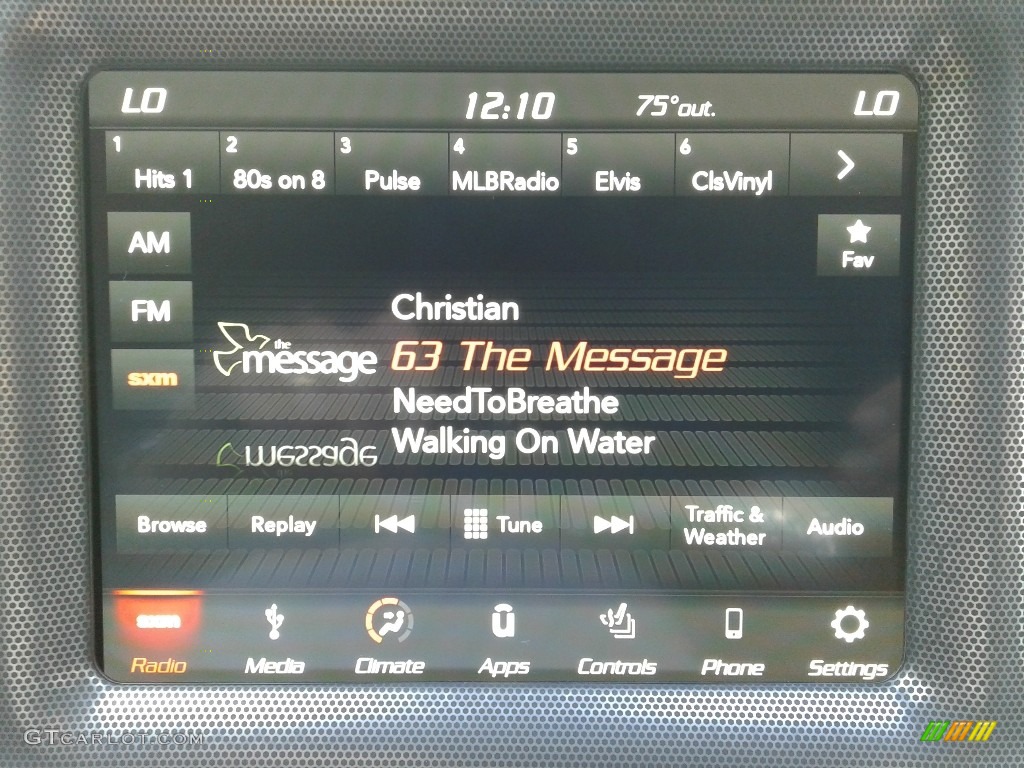 LO 12:10 75°out. LO
1 2 3 4 5 6
Hits 1 80s on 8 Pulse MLBRadio Elvis ClsVinyl
AM
Fav
FM
Christian
the
message 63 The Message
sxm
NeedToBreathe
Walking On Water
message
Browse Replay Tune Traffic & Weather Audio
sxm
Radio Media Climate Apps Controls Phone Settings
GTcarlot.com